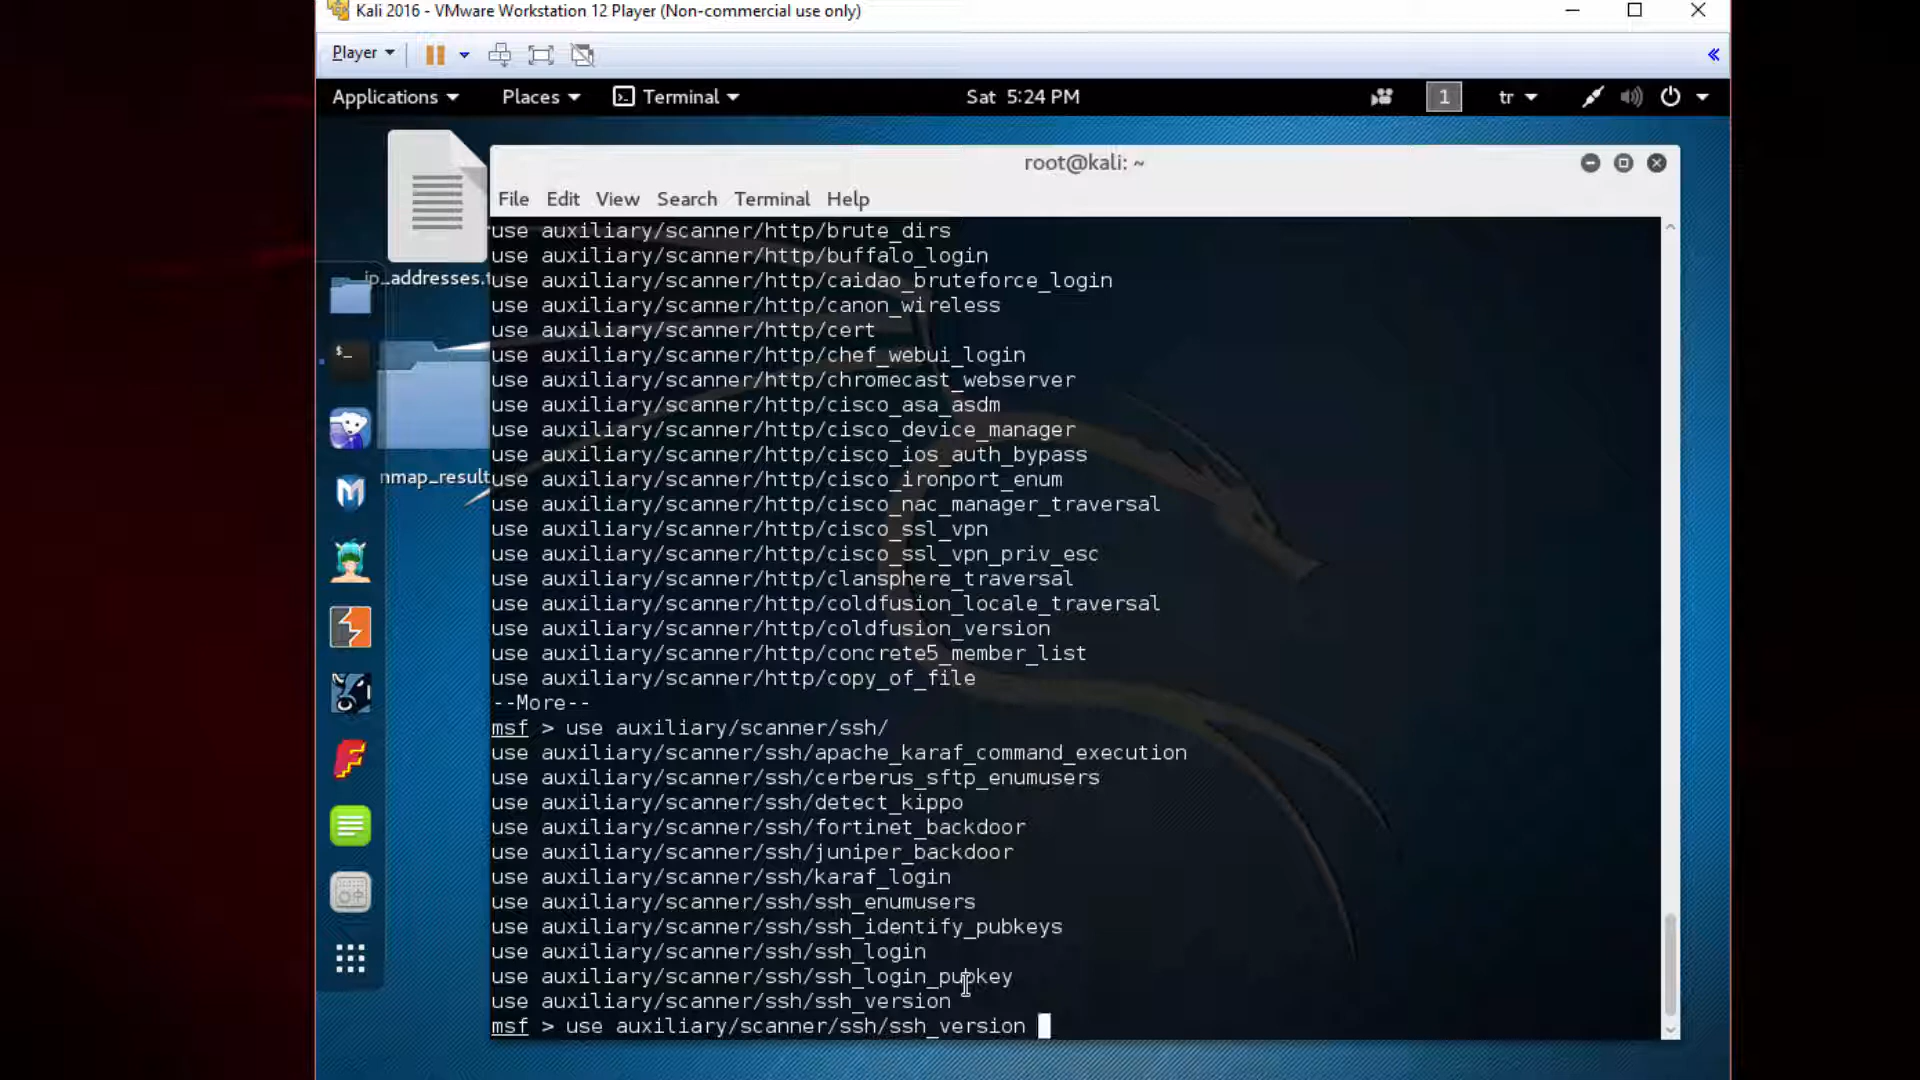 Kali 2016 - VMware Workstation 12 Player (Non-commercial use only)
Player
Applications Places Terminal Sat 5:24 PM 1 tr
root@kali: ~
File Edit View Search Terminal Help
ip_addresses.t
nmap_result
use auxiliary/scanner/http/brute_dirs
use auxiliary/scanner/http/buffalo_login
use auxiliary/scanner/http/caidao_bruteforce_login
use auxiliary/scanner/http/canon_wireless
use auxiliary/scanner/http/cert
use auxiliary/scanner/http/chef_webui_login
use auxiliary/scanner/http/chromecast_webserver
use auxiliary/scanner/http/cisco_asa_asdm
use auxiliary/scanner/http/cisco_device_manager
use auxiliary/scanner/http/cisco_ios_auth_bypass
use auxiliary/scanner/http/cisco_ironport_enum
use auxiliary/scanner/http/cisco_nac_manager_traversal
use auxiliary/scanner/http/cisco_ssl_vpn
use auxiliary/scanner/http/cisco_ssl_vpn_priv_esc
use auxiliary/scanner/http/clansphere_traversal
use auxiliary/scanner/http/coldfusion_locale_traversal
use auxiliary/scanner/http/coldfusion_version
use auxiliary/scanner/http/concrete5_member_list
use auxiliary/scanner/http/copy_of_file
--More--
msf > use auxiliary/scanner/ssh/
use auxiliary/scanner/ssh/apache_karaf_command_execution
use auxiliary/scanner/ssh/cerberus_sftp_enumusers
use auxiliary/scanner/ssh/detect_kippo
use auxiliary/scanner/ssh/fortinet_backdoor
use auxiliary/scanner/ssh/juniper_backdoor
use auxiliary/scanner/ssh/karaf_login
use auxiliary/scanner/ssh/ssh_enumusers
use auxiliary/scanner/ssh/ssh_identify_pubkeys
use auxiliary/scanner/ssh/ssh_login
use auxiliary/scanner/ssh/ssh_login_pubkey
use auxiliary/scanner/ssh/ssh_version
msf > use auxiliary/scanner/ssh/ssh_version